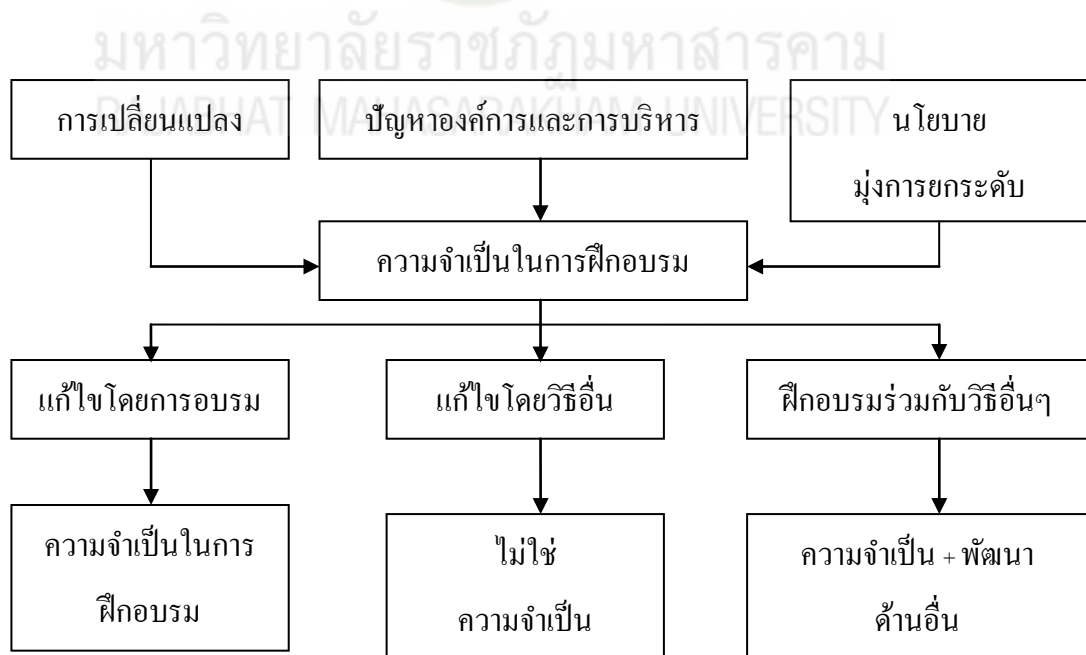 มหาวิทยาลัยราชภัฏมหาสารคาม
RAJABHAT MAHASARAKHAM UNIVERSITY
การเปลี่ยนแปลง
ปัญหาองค์การและการบริหาร
นโยบาย
มุ่งการยกระดับ
ความจำเป็นในการฝึกอบรม
แก้ไขโดยการอบรม
แก้ไขโดยวิธีอื่น
ฝึกอบรมร่วมกับวิธีอื่นๆ
ความจำเป็นในการ
ฝึกอบรม
ไม่ใช่
ความจำเป็น
ความจำเป็น + พัฒนา
ด้านอื่น